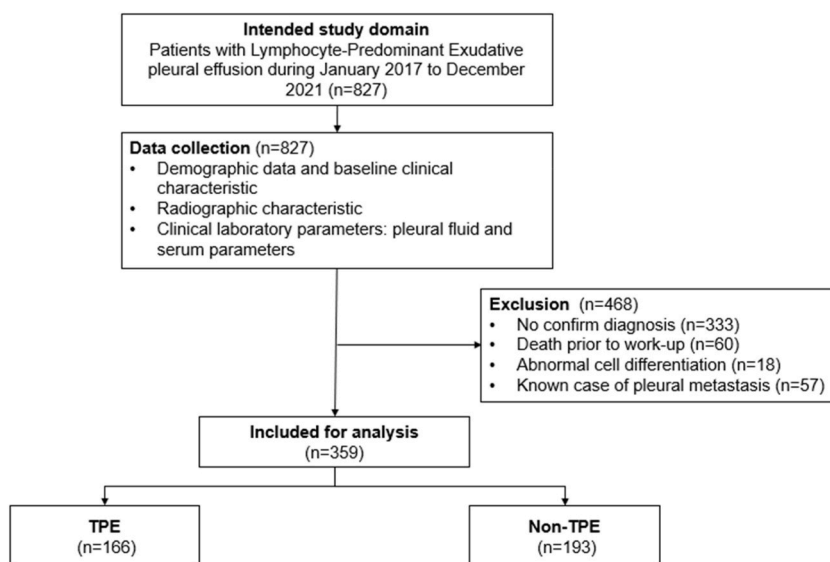 Intended study domain
Patients with Lymphocyte-Predominant Exudative
pleural effusion during January 2017 to December
2021 (n=827)
Data collection (n=827)
• Demographic data and baseline clinical
characteristic
• Radiographic characteristic
• Clinical laboratory parameters: pleural fluid and
serum parameters
Exclusion (n=468)
• No confirm diagnosis (n=333)
• Death prior to work-up (n=60)
• Abnormal cell differentiation (n=18)
• Known case of pleural metastasis (n=57)
Included for analysis
(n=359)
TPE
(n=166)
Non-TPE
(n=193)